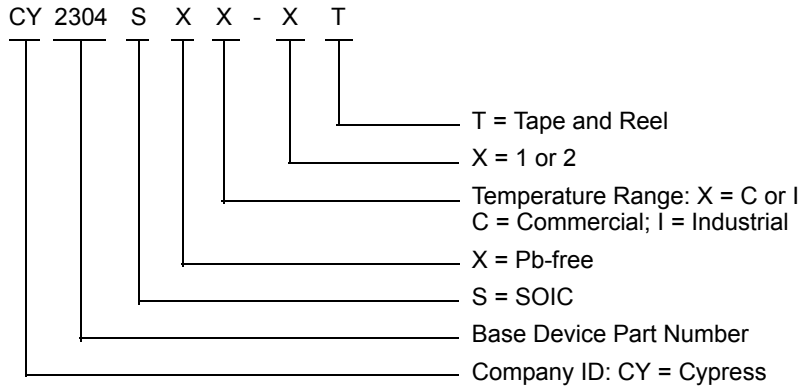 CY 2304 S X X - X T
T = Tape and Reel
X = 1 or 2
Temperature Range: X = C or I
C = Commercial; I = Industrial
X = Pb-free
S = SOIC
Base Device Part Number
Company ID: CY = Cypress